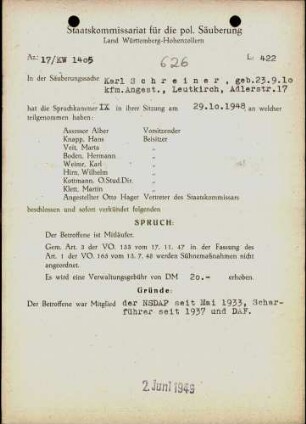 Staatskommissariat für die pol. Säuberung
Land Württemberg-Hohenzollern
Az: 17/KW 1405 L: 422
626
In der Säuberungssache Karl Schreiner, geb.23.9.10
kfm.Angest., Leutkirch, Adlerstr.17
hat die Spruchkammer IX in ihrer Sitzung am 29.10.1948 an welcher
teilgenommen haben:
Assessor Alber Vorsitzender
Knapp, Hans Beisitzer
Veit, Marta "
Boden, Hermann "
Weiner, Karl "
Hirn, Wilhelm "
Kottmann, O.Stud.Dir. "
Klett, Martin "
Angestellter Otto Hager Vertreter des Staatskommissars
beschlossen und sofort verkündet folgenden
SPRUCH:
Der Betroffene ist Mitläufer.
Gem. Art. 3 der VO. 133 vom 17. 11. 47 in der Fassung des
Art. 1 der VO. 165 vom 13. 7. 48 werden Sühnemaßnahmen nicht
angeordnet.
Es wird eine Verwaltungsgebühr von DM 20.- erhoben.
Gründe:
Der Betroffene war Mitglied der NSDAP seit Mai 1933, Schar-
führer seit 1937 und DAF.
2. Juni 1949